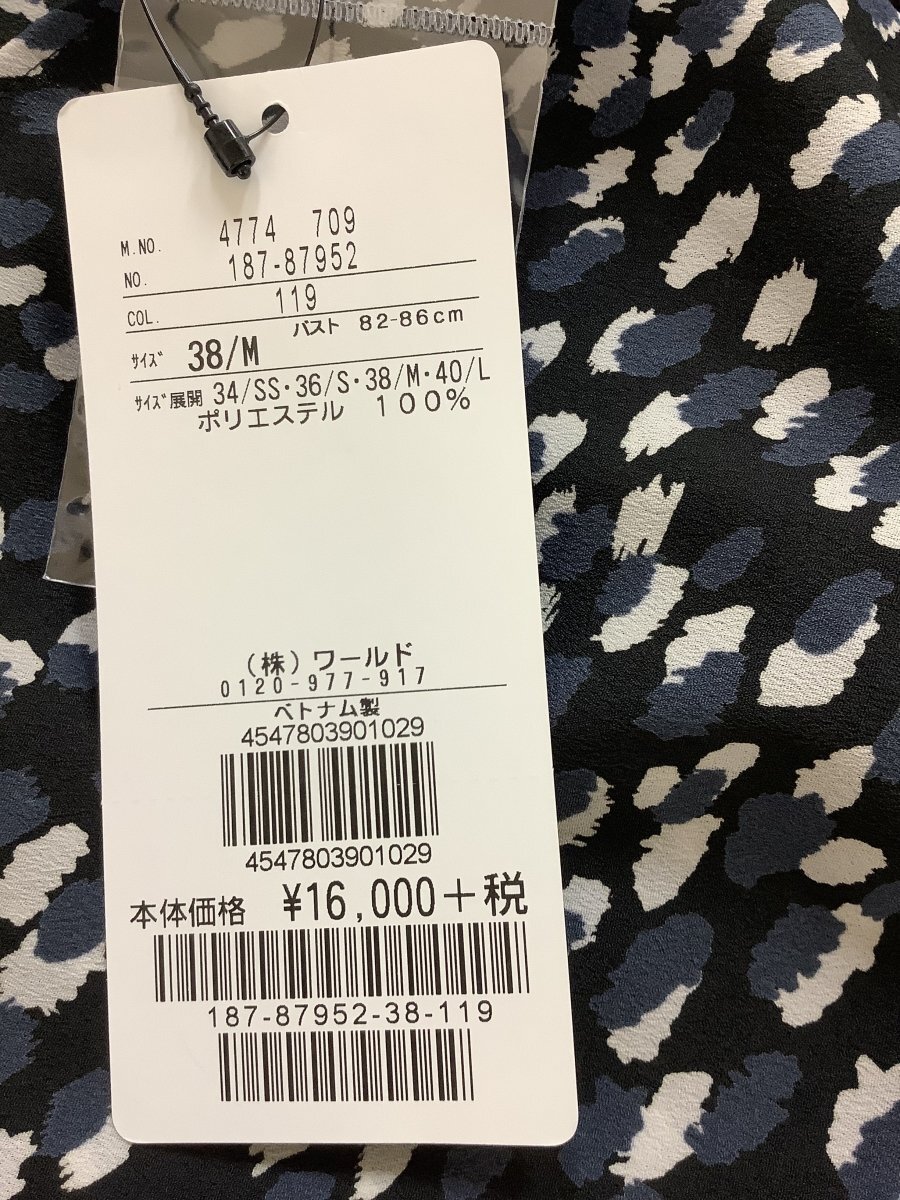 M.NO. 4774 709
NO. 187-87952
COL. 119
バスト 82-86cm
サイズ 38/M
サイズ展開 34/SS・36/S・38/M・40/L
ポリエステル 100%
(株)ワールド
0120-977-917
ベトナム製
4547803901029
4547803901029
本体価格 ¥16,000+税
187-87952-38-119